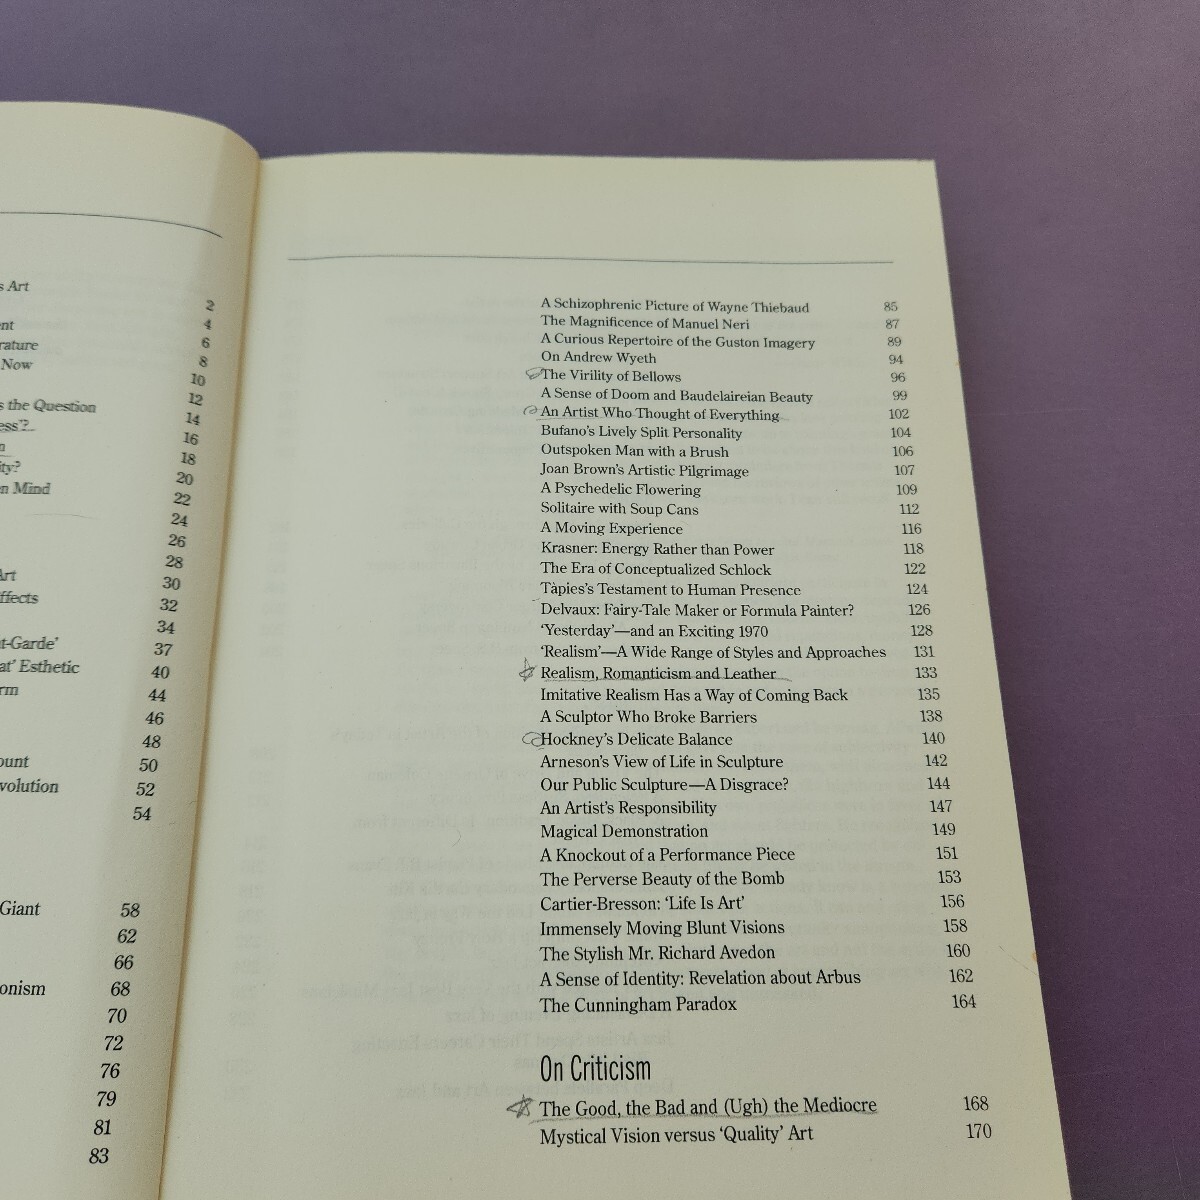 s Art
2
4
nt
6
rature
8
Now
10
12
s the Question
14
ess'?
16
n
18
ity?
20
n Mind
22
24
26
28
Art
30
ffects
32
34
t-Garde'
37
at' Esthetic
40
rm
44
46
48
ount
50
volution
52
54
Giant
58
62
66
onism
68
70
72
76
79
81
83
A Schizophrenic Picture of Wayne Thiebaud 85
The Magnificence of Manuel Neri 87
A Curious Repertoire of the Guston Imagery 89
On Andrew Wyeth 94
The Virility of Bellows 96
A Sense of Doom and Baudelaireian Beauty 99
An Artist Who Thought of Everything 102
Bufano's Lively Split Personality 104
Outspoken Man with a Brush 106
Joan Brown's Artistic Pilgrimage 107
A Psychedelic Flowering 109
Solitaire with Soup Cans 112
A Moving Experience 116
Krasner: Energy Rather than Power 118
The Era of Conceptualized Schlock 122
Tàpies's Testament to Human Presence 124
Delvaux: Fairy-Tale Maker or Formula Painter? 126
'Yesterday'—and an Exciting 1970 128
'Realism'—A Wide Range of Styles and Approaches 131
Realism, Romanticism and Leather 133
Imitative Realism Has a Way of Coming Back 135
A Sculptor Who Broke Barriers 138
Hockney's Delicate Balance 140
Arneson's View of Life in Sculpture 142
Our Public Sculpture—A Disgrace? 144
An Artist's Responsibility 147
Magical Demonstration 149
A Knockout of a Performance Piece 151
The Perverse Beauty of the Bomb 153
Cartier-Bresson: 'Life Is Art' 156
Immensely Moving Blunt Visions 158
The Stylish Mr. Richard Avedon 160
A Sense of Identity: Revelation about Arbus 162
The Cunningham Paradox 164
On Criticism
The Good, the Bad and (Ugh) the Mediocre 168
Mystical Vision versus 'Quality' Art 170